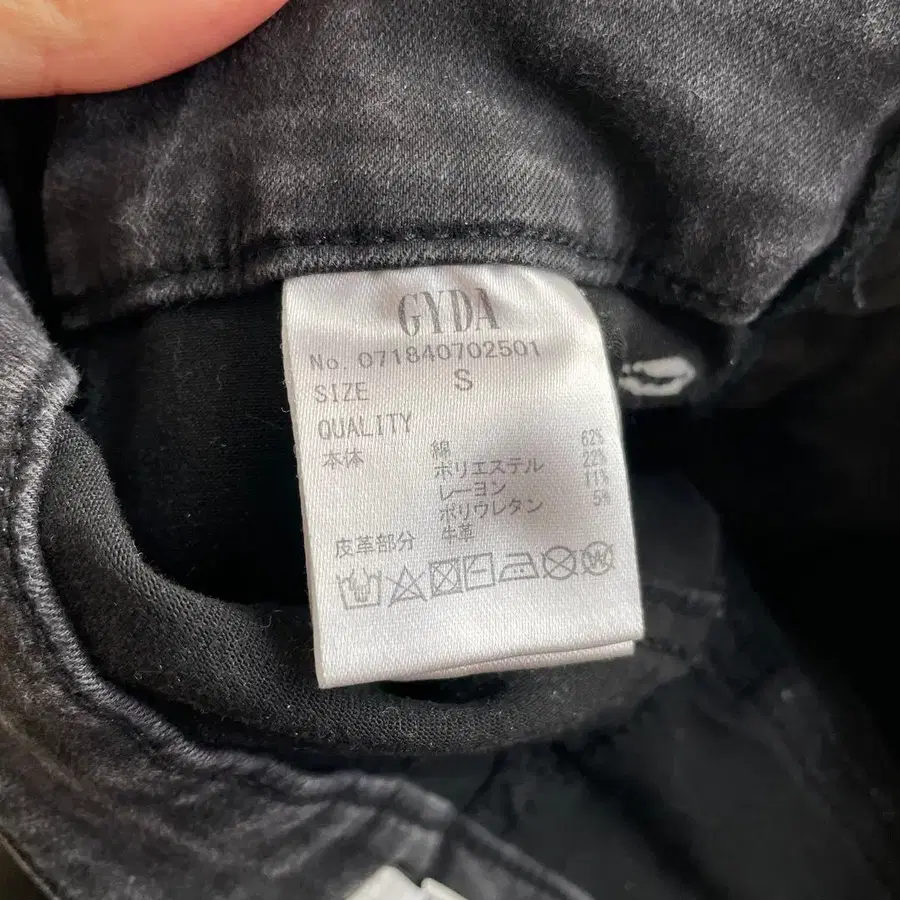 GYDA
No. 071840702501
SIZE S
QUALITY
本体 綿 62%
ポリエステル 22%
レーヨン 11%
ポリウレタン 5%
皮革部分 牛革